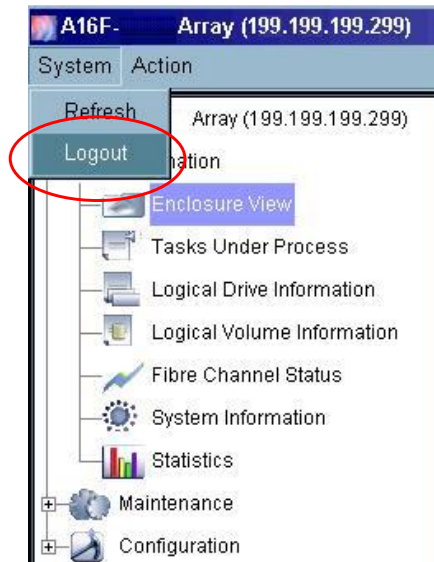 A16F- Array (199.199.199.299)
System Action
Refresh
Array (199.199.199.299)
Logout
mation
Enclosure View
Tasks Under Process
Logical Drive Information
Logical Volume Information
Fibre Channel Status
System Information
Statistics
Maintenance
Configuration